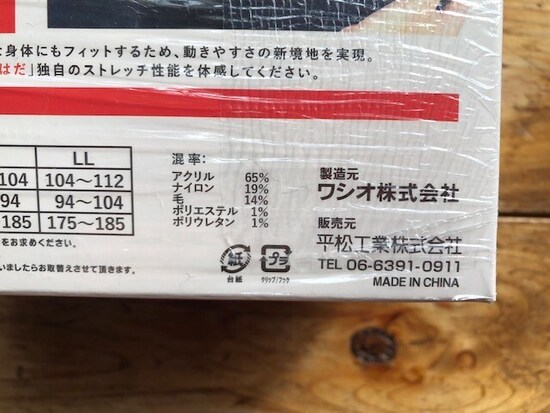 な身体にもフィットするため、動きやすさの新境地を実現。
はだ」独自のストレッチ性能を体感してください。
LL
104 104〜112
94 94〜104
185 175〜185
をお求めください。
いましたらお取替えさせて頂きます。
混率:
アクリル 65%
ナイロン 19%
毛 14%
ポリエステル 1%
ポリウレタン 1%
紙
台紙
プラ
クリップ/フック
製造元
ワシオ株式会社
販売元
平松工業株式会社
TEL 06-6391-0911
MADE IN CHINA